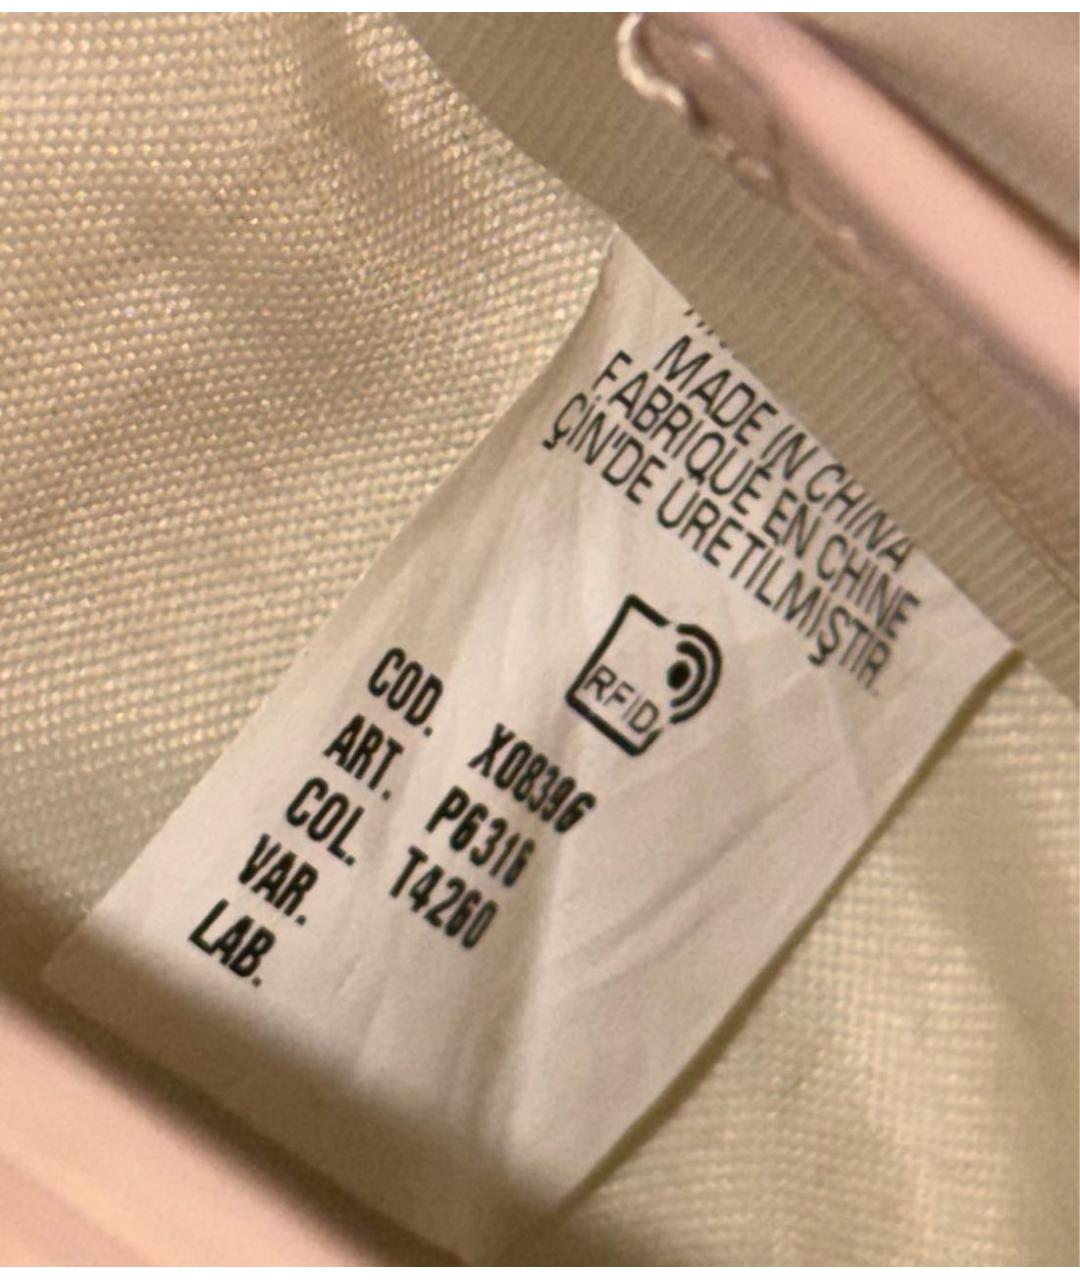 MADE IN CHINA
FABRIQUÉ EN CHINE
ÇİN'DE ÜRETİLMİŞTİR.
RFID
COD. X08396
ART. P6316
COL. T4260
VAR.
LAB.